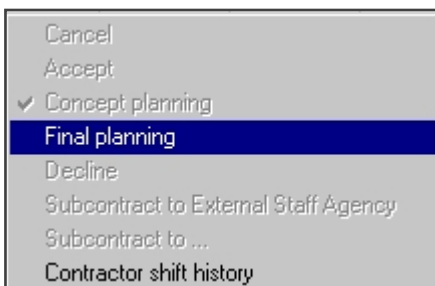 Cancel
Accept
Concept planning
Final planning
Decline
Subcontract to External Staff Agency
Subcontract to ...
Contractor shift history